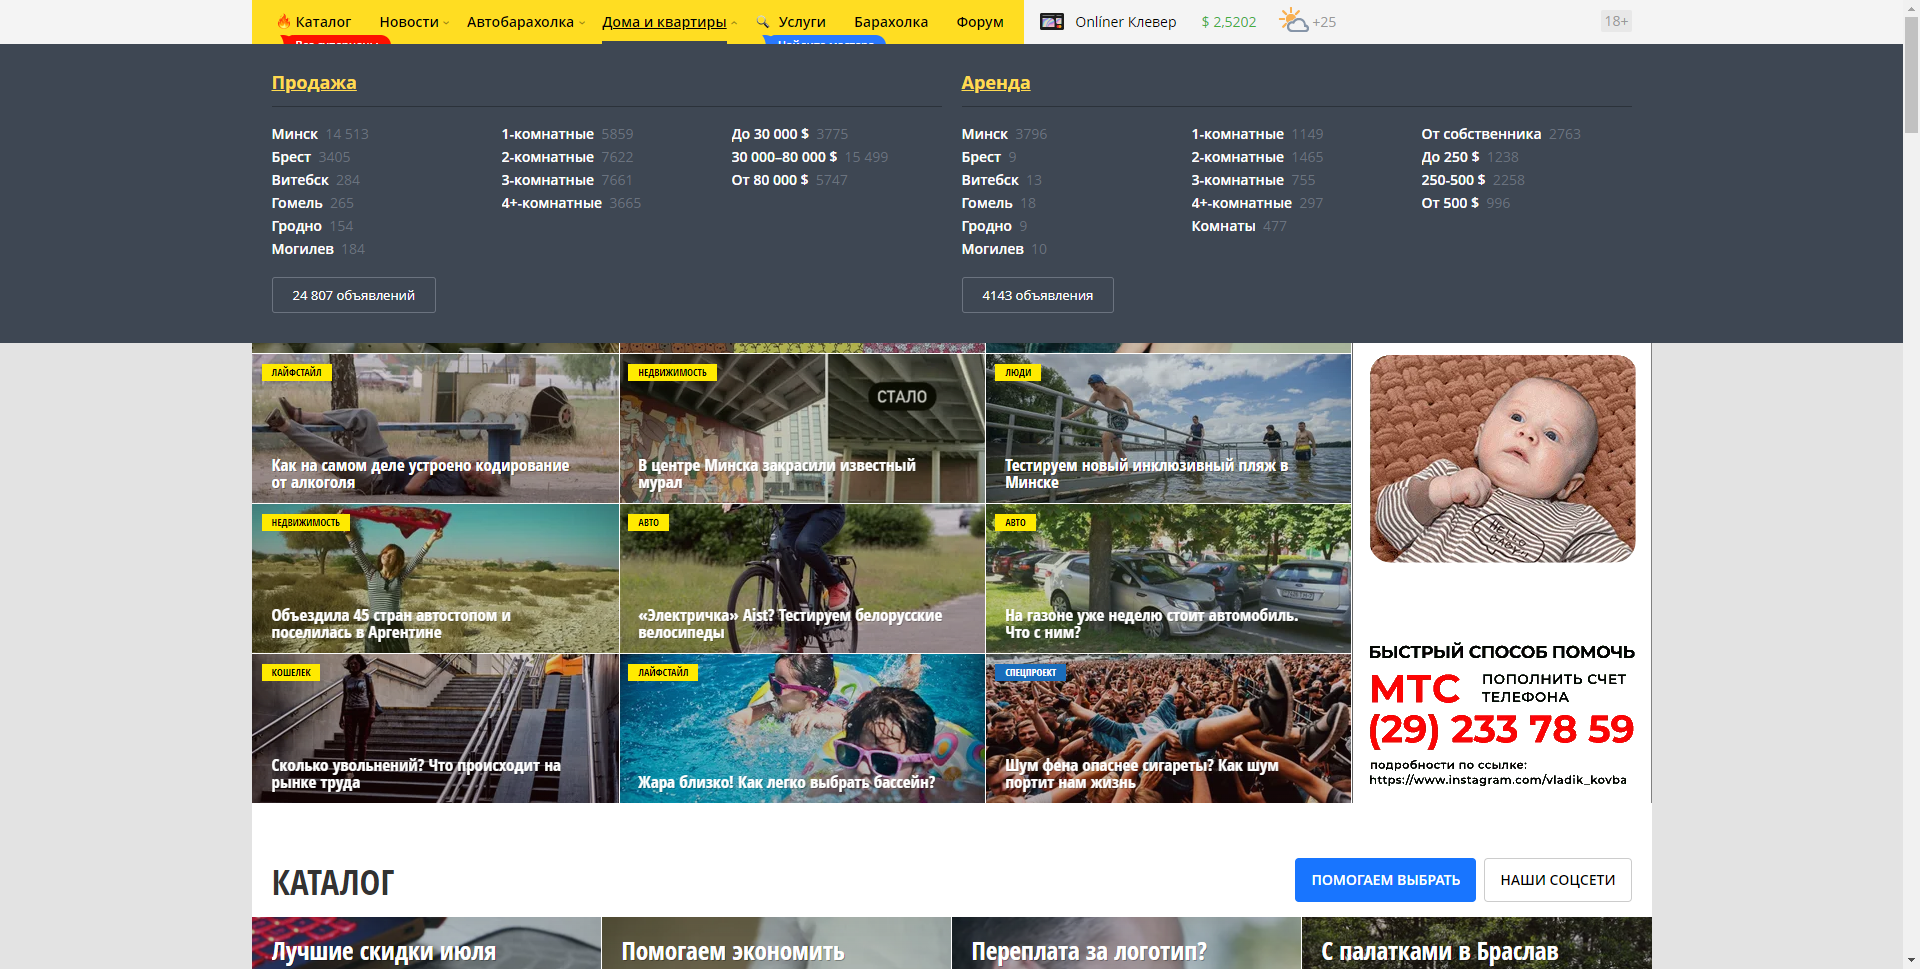 Каталог Новости Автобарахолка Дома и квартиры Услуги Барахолка Форум Onlíner Клевер $ 2,5202 +25 18+
Продажа
Минск 14 513
Брест 3405
Витебск 284
Гомель 265
Гродно 154
Могилев 184
1-комнатные 5859
2-комнатные 7622
3-комнатные 7661
4+-комнатные 3665
До 30 000 $ 3775
30 000–80 000 $ 15 499
От 80 000 $ 5747
24 807 объявлений
Аренда
Минск 3796
Брест 9
Витебск 13
Гомель 18
Гродно 9
Могилев 10
1-комнатные 1149
2-комнатные 1465
3-комнатные 755
4+-комнатные 297
Комнаты 477
От собственника 2763
До 250 $ 1238
250-500 $ 2258
От 500 $ 996
4143 объявления
ЛАЙФСТАЙЛ
Как на самом деле устроено кодирование
от алкоголя
НЕДВИЖИМОСТЬ
СТАЛО
В центре Минска закрасили известный
мурал
ЛЮДИ
Тестируем новый инклюзивный пляж в
Минске
НЕДВИЖИМОСТЬ
Объездила 45 стран автостопом и
поселилась в Аргентине
АВТО
«Электричка» Aist? Тестируем белорусские
велосипеды
АВТО
На газоне уже неделю стоит автомобиль.
Что с ним?
КОШЕЛЕК
Сколько увольнений? Что происходит на
рынке труда
ЛАЙФСТАЙЛ
Жара близко! Как легко выбрать бассейн?
СПЕЦПРОЕКТ
Шум фена опаснее сигареты? Как шум
портит нам жизнь
HELLO
BABY!
БЫСТРЫЙ СПОСОБ ПОМОЧЬ
МТС ПОПОЛНИТЬ СЧЕТ
ТЕЛЕФОНА
(29) 233 78 59
подробности по ссылке:
https://www.instagram.com/vladik_kovba
КАТАЛОГ
ПОМОГАЕМ ВЫБРАТЬ
НАШИ СОЦСЕТИ
Лучшие скидки июля
Помогаем экономить
Переплата за логотип?
С палатками в Браслав